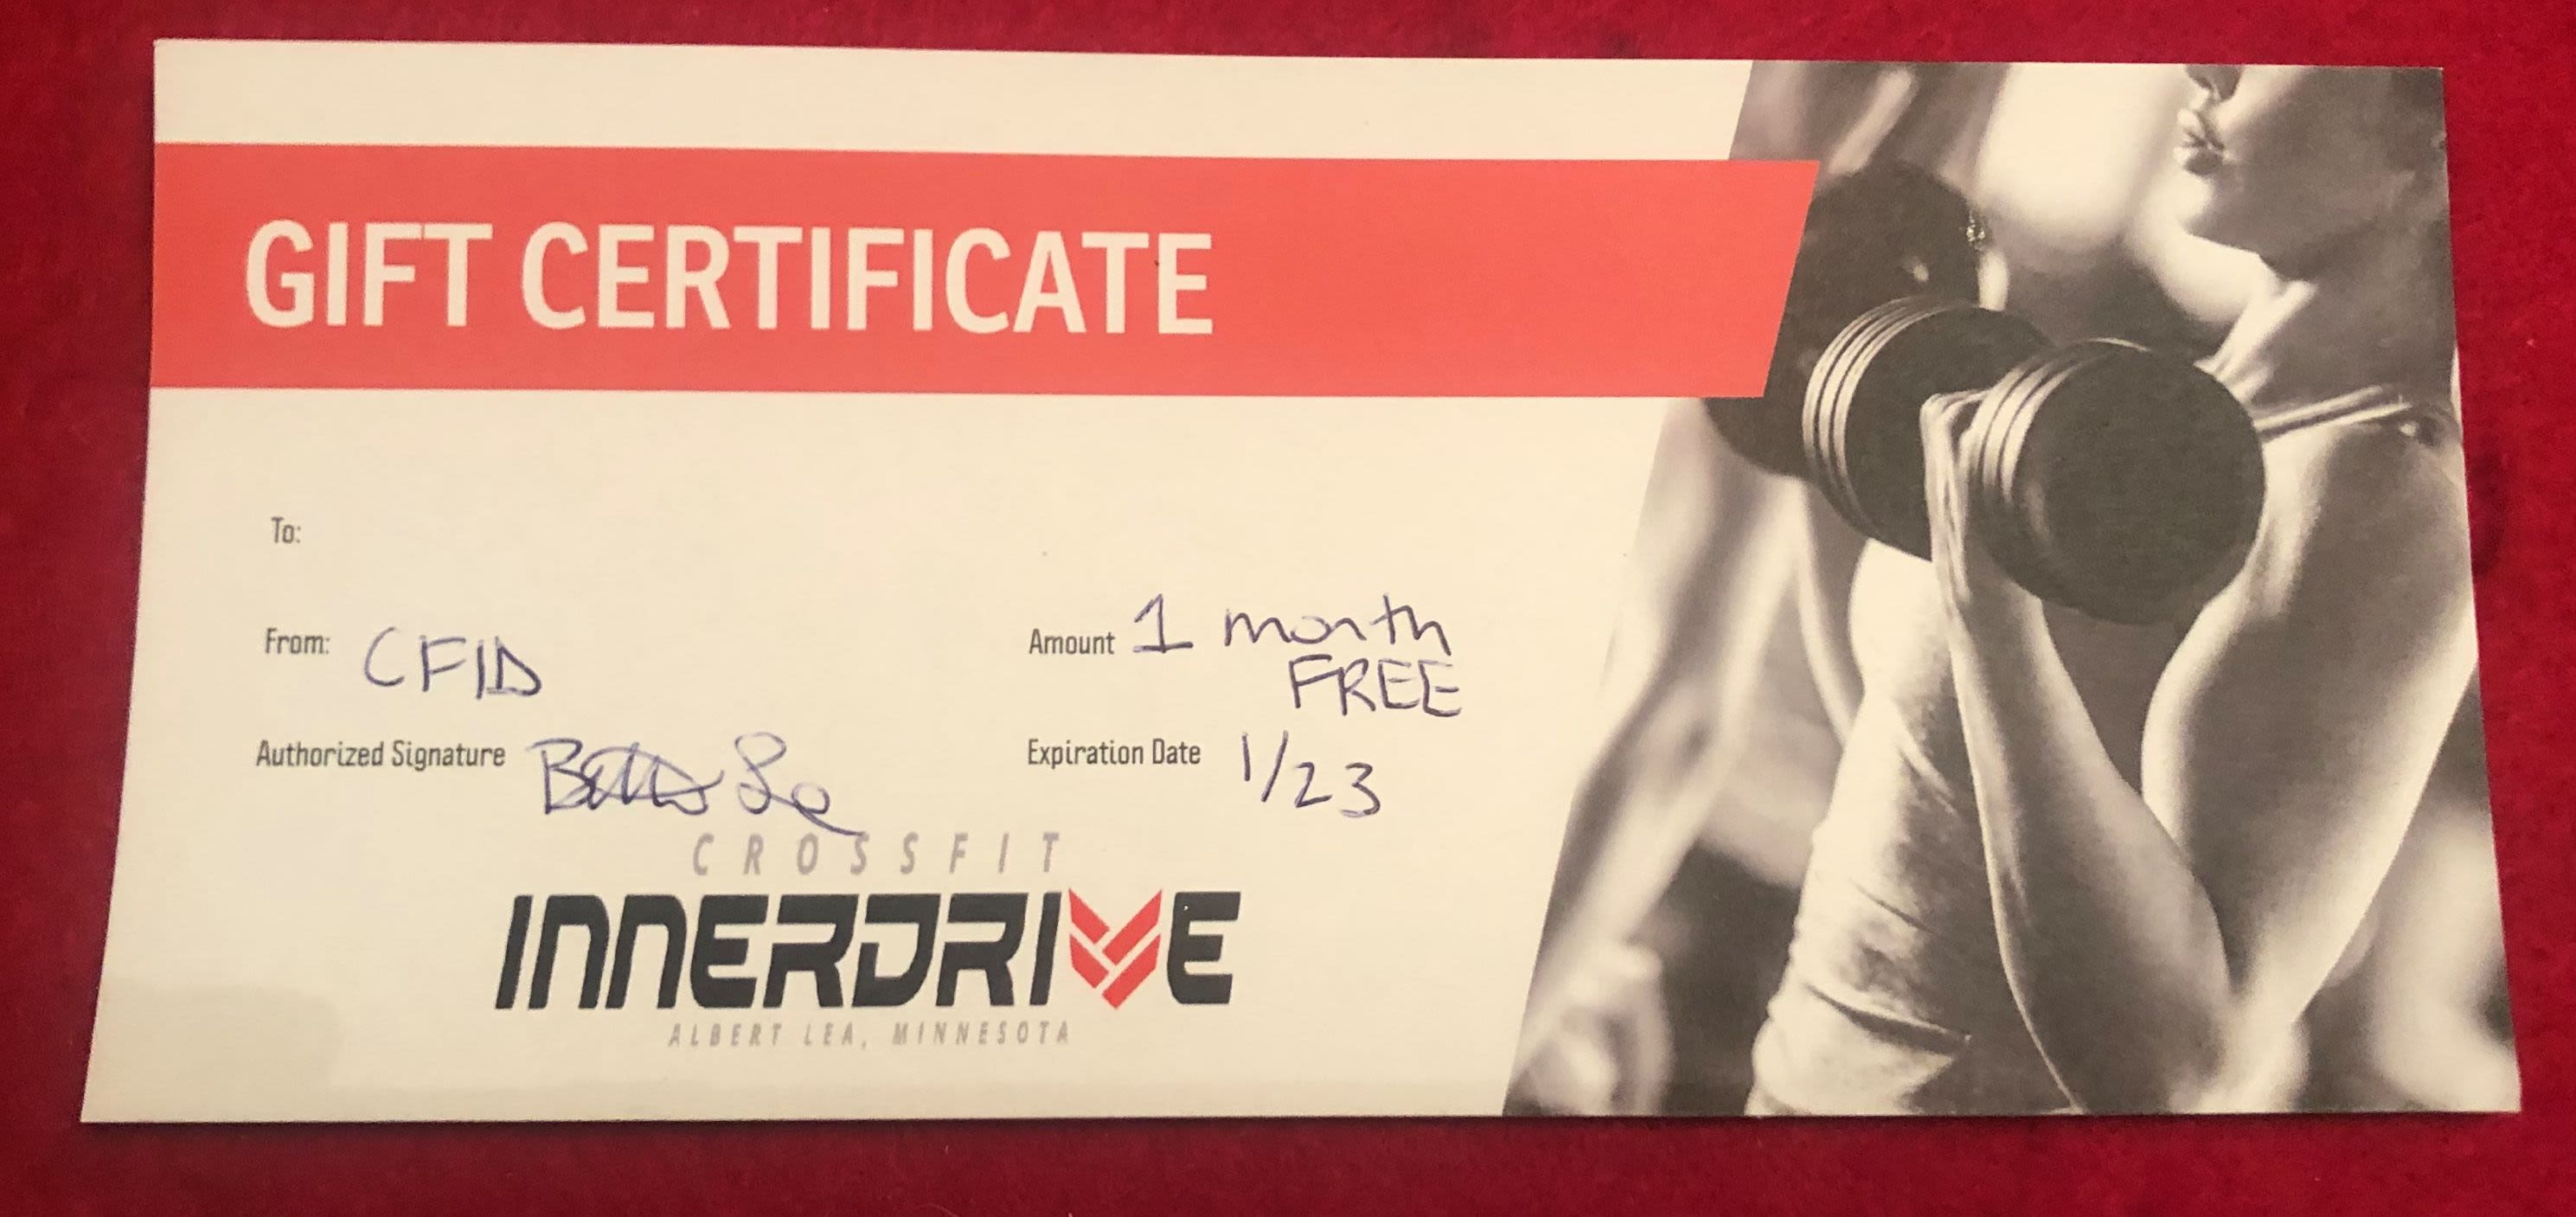 GIFT CERTIFICATE
To:
From: CFID
Amount 1 month
FREE
Authorized Signature
Expiration Date 1/23
CROSSFIT
INNERDRIVE
ALBERT LEA, MINNESOTA